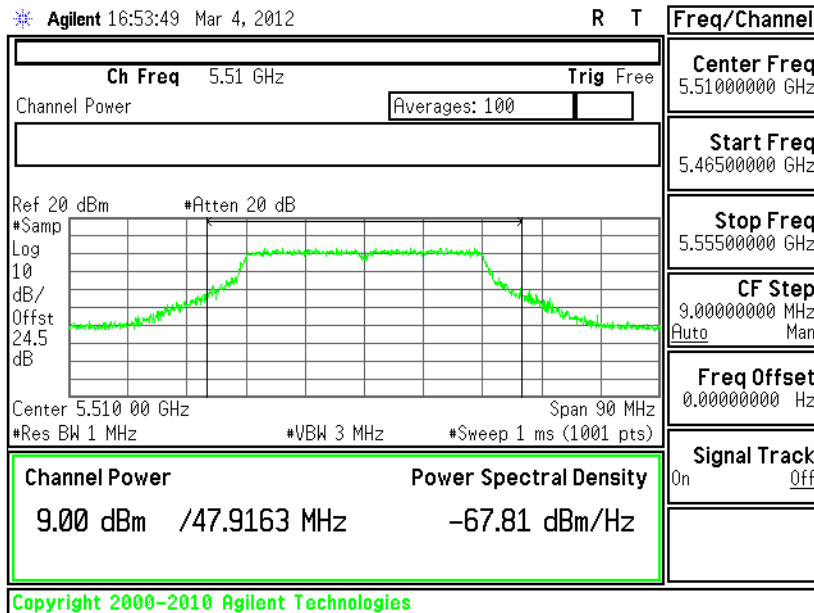 Agilent 16:53:49 Mar 4, 2012 R T
Freq/Channel
Ch Freq 5.51 GHz Trig Free
Channel Power Averages: 100
Center Freq
5.51000000 GHz
Start Freq
5.46500000 GHz
Stop Freq
5.55500000 GHz
CF Step
9.00000000 MHz
Auto Man
Freq Offset
0.00000000 Hz
Signal Track
On Off
Ref 20 dBm #Atten 20 dB
#Samp
Log
10
dB/
Offst
24.5
dB
Center 5.510 00 GHz Span 90 MHz
#Res BW 1 MHz #VBW 3 MHz #Sweep 1 ms (1001 pts)
Channel Power Power Spectral Density
9.00 dBm /47.9163 MHz -67.81 dBm/Hz
Copyright 2000-2010 Agilent Technologies